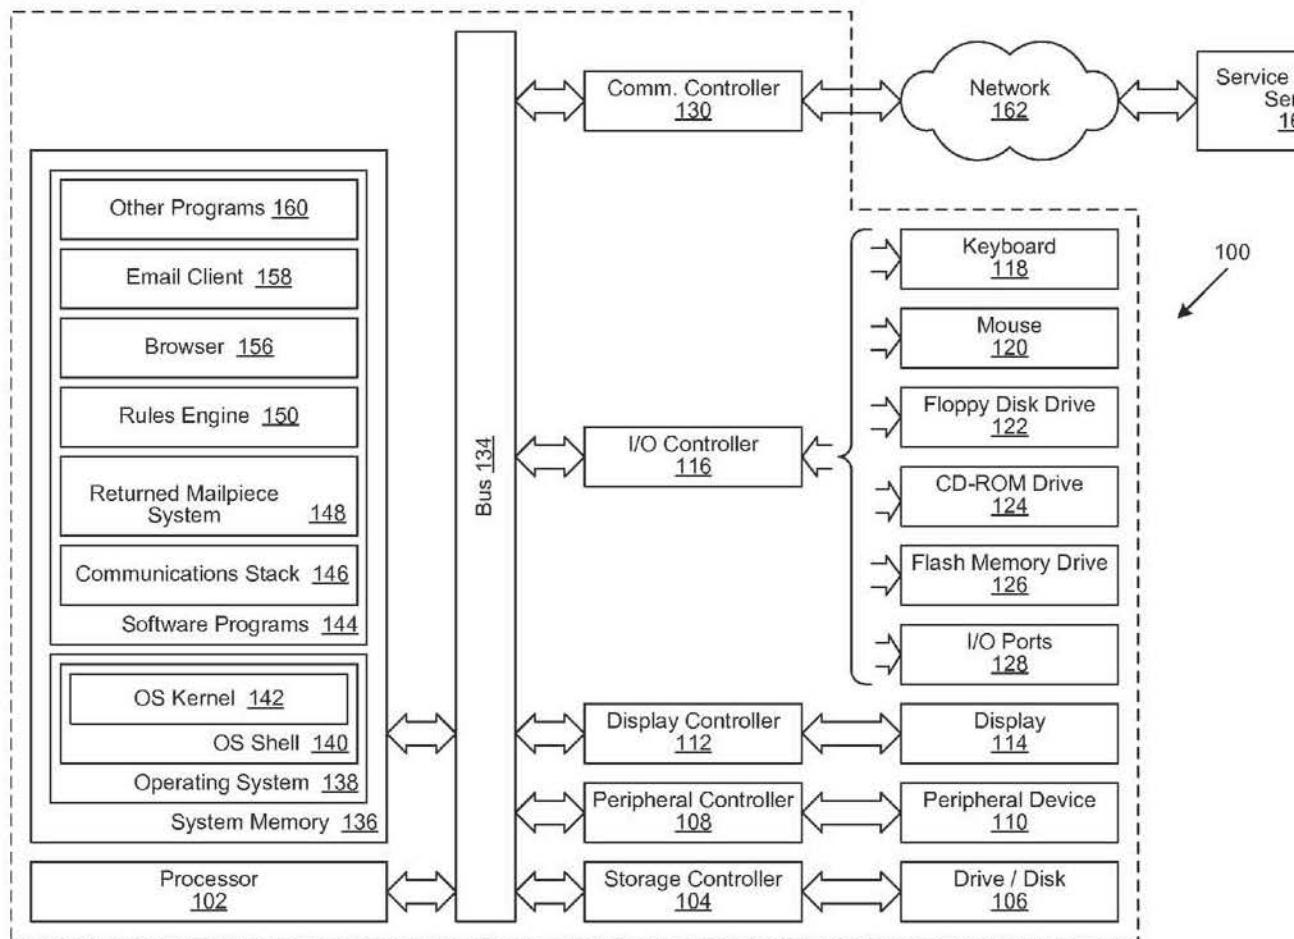 Comm. Controller
130
Network
162
Service
Other Programs 160
Email Client 158
Browser 156
Rules Engine 150
Returned Mailpiece
System 148
Communications Stack 146
Software Programs 144
OS Kernel 142
OS Shell 140
Operating System 138
System Memory 136
Processor
102
Bus 134
I/O Controller
116
Keyboard
118
Mouse
120
Floppy Disk Drive
122
CD-ROM Drive
124
Flash Memory Drive
126
I/O Ports
128
100
Display Controller
112
Display
114
Peripheral Controller
108
Peripheral Device
110
Storage Controller
104
Drive / Disk
106